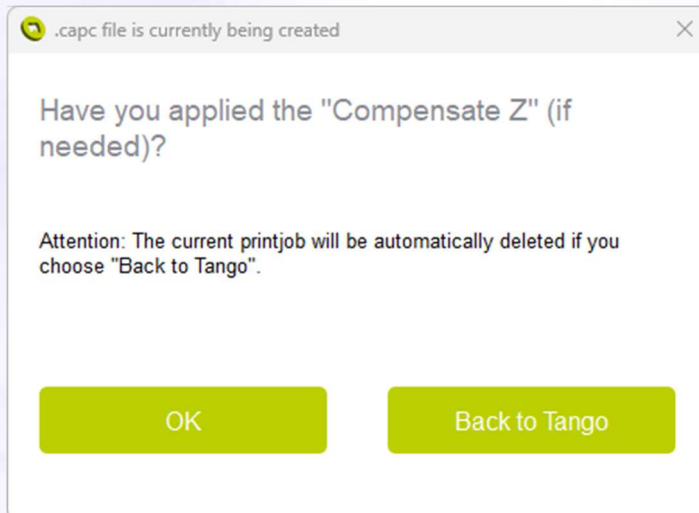 .capc file is currently being created
Have you applied the "Compensate Z" (if
needed)?
Attention: The current printjob will be automatically deleted if you
choose "Back to Tango".
OK
Back to Tango